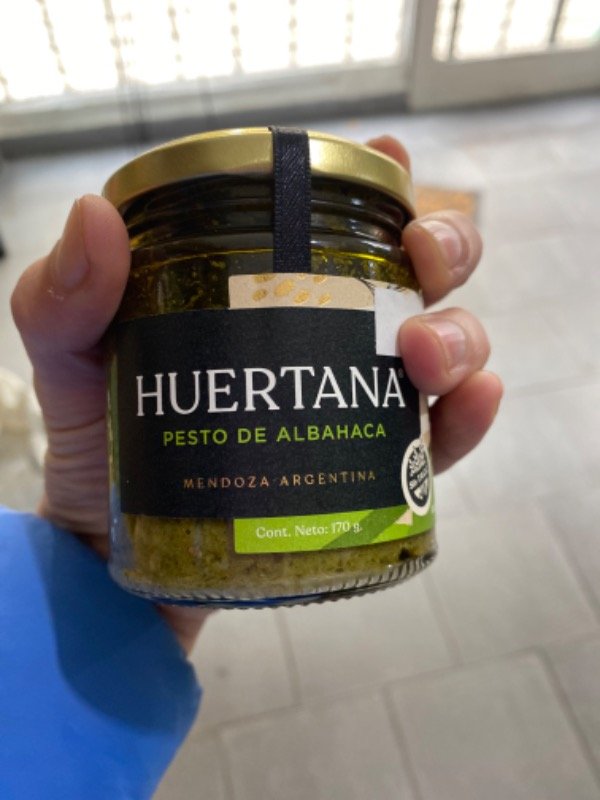 HUERTANA®
PESTO DE ALBAHACA
MENDOZA ARGENTINA
Cont. Neto: 170 g.